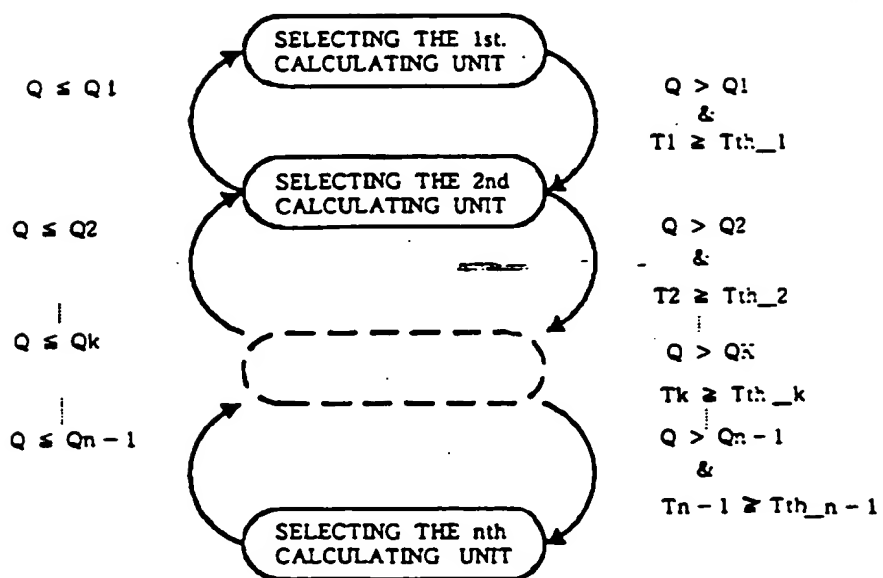 SELECTING THE 1st.
CALCULATING UNIT
Q ≤ Q1
Q > Q1
&
T1 ≥ Tth_1
SELECTING THE 2nd
CALCULATING UNIT
Q ≤ Q2
Q > Q2
&
T2 ≥ Tth_2
Q ≤ Qk
Q > QK
Tk ≥ Tth_k
Q ≤ Qn-1
Q > Qn-1
&
Tn-1 ≥ Tth_n-1
SELECTING THE nth
CALCULATING UNIT